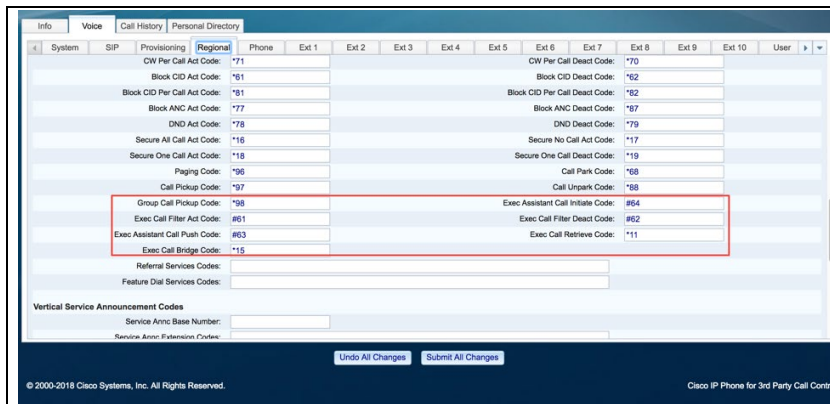 Info Voice Call History Personal Directory
System SIP Provisioning Regional Phone Ext 1 Ext 2 Ext 3 Ext 4 Ext 5 Ext 6 Ext 7 Ext 8 Ext 9 Ext 10 User
CW Per Call Act Code: *71 CW Per Call Deact Code: *70
Block CID Act Code: *61 Block CID Deact Code: *62
Block CID Per Call Act Code: *81 Block CID Per Call Deact Code: *82
Block ANC Act Code: *77 Block ANC Deact Code: *87
DND Act Code: *78 DND Deact Code: *79
Secure All Call Act Code: *16 Secure No Call Act Code: *17
Secure One Call Act Code: *18 Secure One Call Deact Code: *19
Paging Code: *96 Call Park Code: *68
Call Pickup Code: *97 Call Unpark Code: *88
Group Call Pickup Code: *98 Exec Assistant Call Initiate Code: #64
Exec Call Filter Act Code: #61 Exec Call Filter Deact Code: #62
Exec Assistant Call Push Code: #63 Exec Call Retrieve Code: *11
Exec Call Bridge Code: *15
Referral Services Codes:
Feature Dial Services Codes:
Vertical Service Announcement Codes
Service Annc Base Number:
Service Annc Extension Codes:
Undo All Changes Submit All Changes
© 2000-2018 Cisco Systems, Inc. All Rights Reserved. Cisco IP Phone for 3rd Party Call Contr